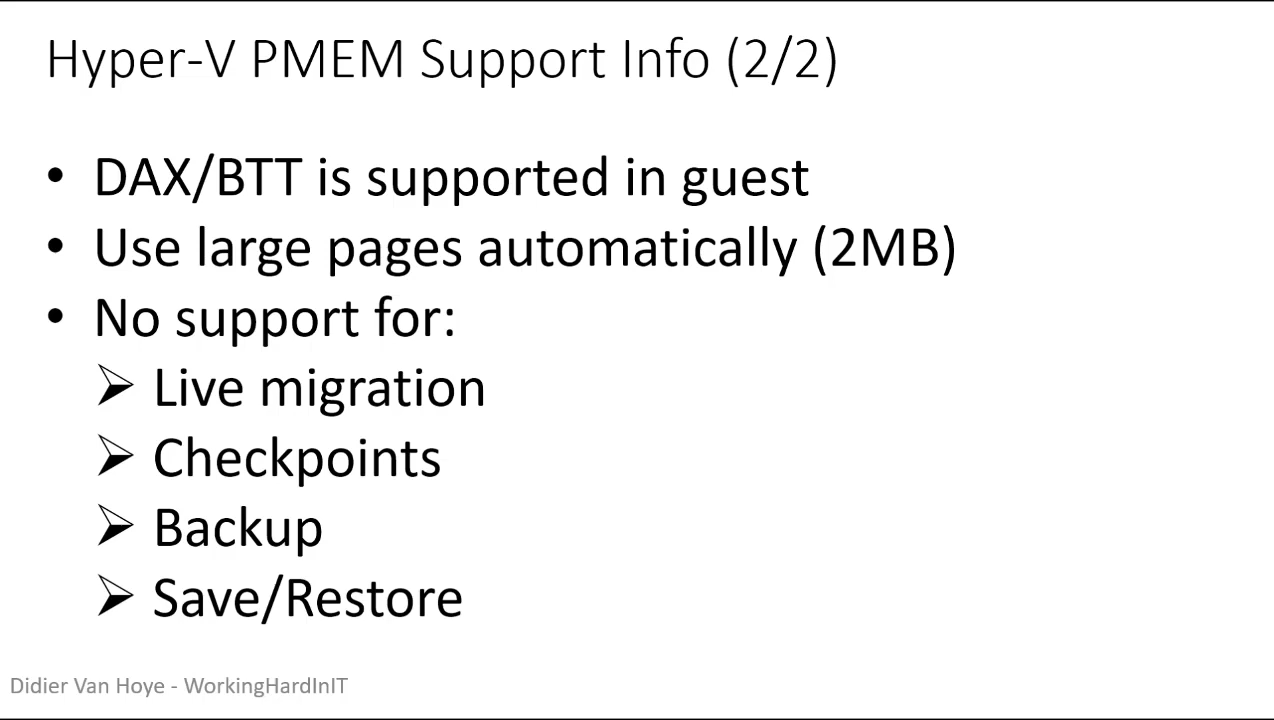 Hyper-V PMEM Support Info (2/2)
• DAX/BTT is supported in guest
• Use large pages automatically (2MB)
• No support for:
➢ Live migration
➢ Checkpoints
➢ Backup
➢ Save/Restore
Didier Van Hoye - WorkingHardInIT